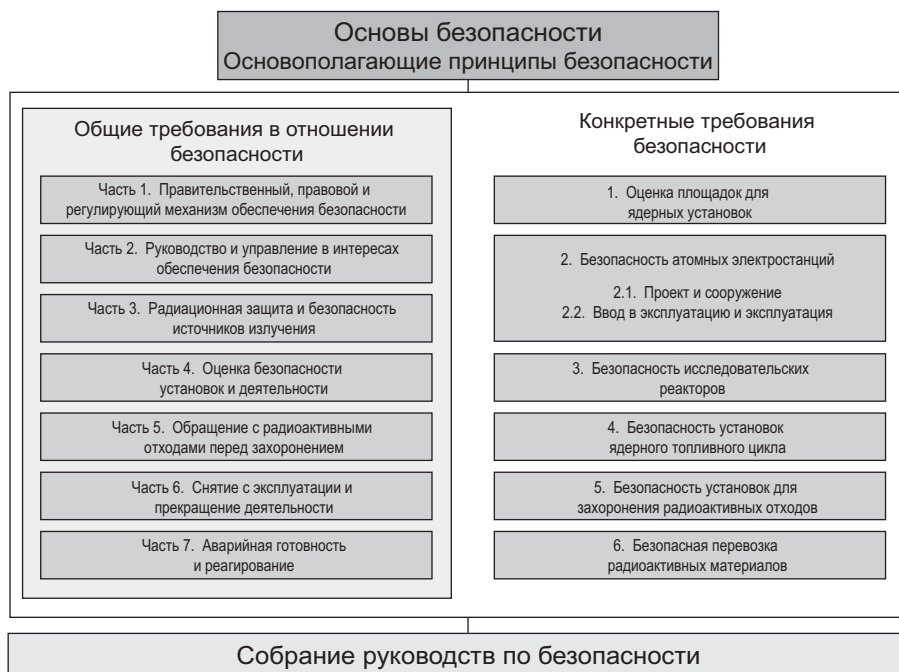 Основы безопасности
Основополагающие принципы безопасности
Общие требования в отношении
безопасности
Часть 1. Правительственный, правовой и
регулирующий механизм обеспечения безопасности
Часть 2. Руководство и управление в интересах
обеспечения безопасности
Часть 3. Радиационная защита и безопасность
источников излучения
Часть 4. Оценка безопасности
установок и деятельности
Часть 5. Обращение с радиоактивными
отходами перед захоронением
Часть 6. Снятие с эксплуатации и
прекращение деятельности
Часть 7. Аварийная готовность
и реагирование
Конкретные требования
безопасности
1. Оценка площадок для
ядерных установок
2. Безопасность атомных электростанций
2.1. Проект и сооружение
2.2. Ввод в эксплуатацию и эксплуатация
3. Безопасность исследовательских
реакторов
4. Безопасность установок
ядерного топливного цикла
5. Безопасность установок для
захоронения радиоактивных отходов
6. Безопасная перевозка
радиоактивных материалов
Собрание руководств по безопасности